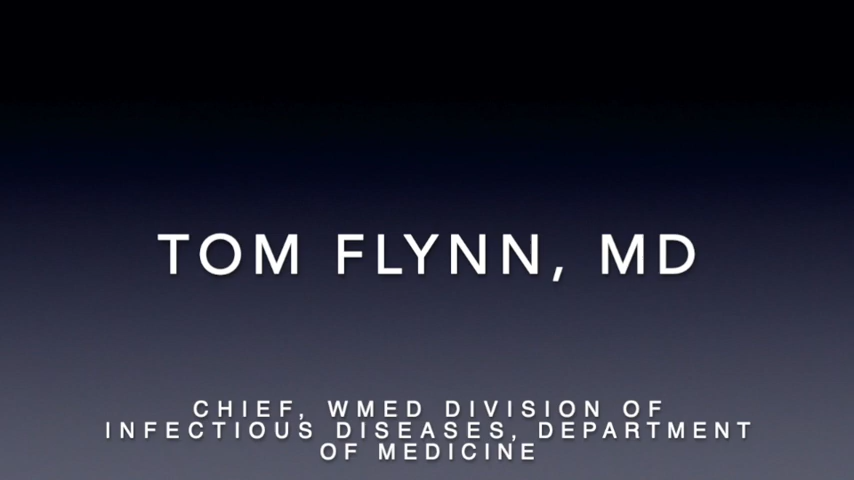 TOM FLYNN, MD
CHIEF, WMED DIVISION OF
INFECTIOUS DISEASES, DEPARTMENT
OF MEDICINE